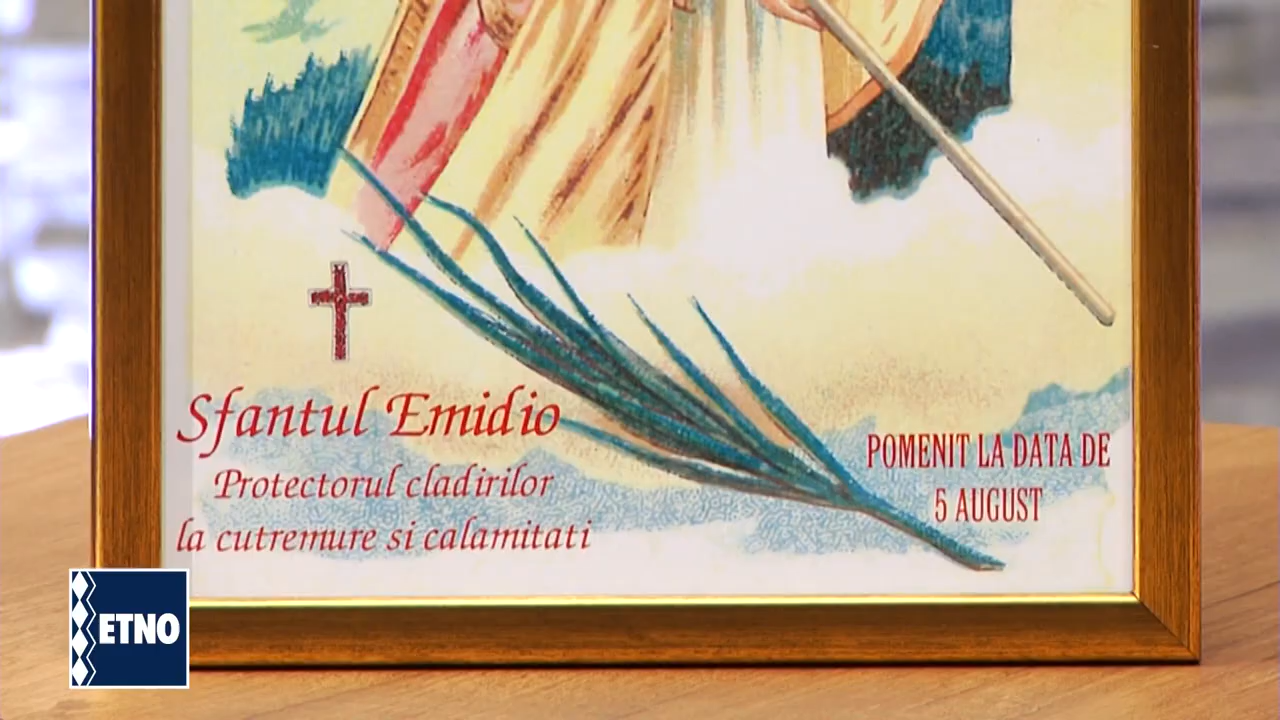 Sfantul Emidio
Protectorul cladirilor
la cutremure si calamitati
POMENIT LA DATA DE
5 AUGUST
ETNO